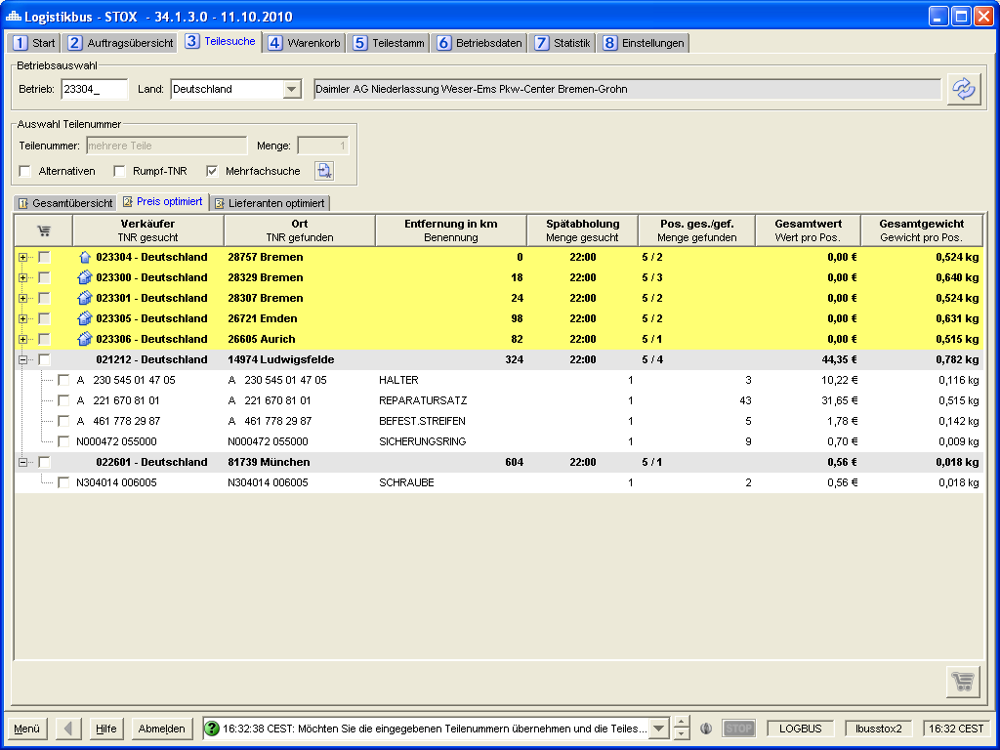 Logistikbus - STOX - 34.1.3.0 - 11.10.2010
1 Start 2 Auftragsübersicht 3 Teilesuche 4 Warenkorb 5 Teilestamm 6 Betriebsdaten 7 Statistik 8 Einstellungen
Betriebsauswahl
Betrieb: 23304_ Land: Deutschland Daimler AG Niederlassung Weser-Ems Pkw-Center Bremen-Grohn
Auswahl Teilenummer
Teilenummer: mehrere Teile Menge: 1
Alternativen Rumpf-TNR Mehrfachsuche
1 Gesamtübersicht 2 Preis optimiert 3 Lieferanten optimiert
Verkäufer Ort Entfernung in km Spätabholung Pos. ges./gef. Gesamtwert Gesamtgewicht
TNR gesucht TNR gefunden Benennung Menge gesucht Menge gefunden Wert pro Pos. Gewicht pro Pos.
023304 - Deutschland 28757 Bremen 0 22:00 5 / 2 0,00 € 0,524 kg
023300 - Deutschland 28329 Bremen 18 22:00 5 / 3 0,00 € 0,640 kg
023301 - Deutschland 28307 Bremen 24 22:00 5 / 2 0,00 € 0,524 kg
023305 - Deutschland 26721 Emden 98 22:00 5 / 2 0,00 € 0,631 kg
023306 - Deutschland 26605 Aurich 82 22:00 5 / 1 0,00 € 0,515 kg
021212 - Deutschland 14974 Ludwigsfelde 324 22:00 5 / 4 44,35 € 0,782 kg
A 230 545 01 47 05 A 230 545 01 47 05 HALTER 1 3 10,22 € 0,116 kg
A 221 670 81 01 A 221 670 81 01 REPARATURSATZ 1 43 31,65 € 0,515 kg
A 461 778 29 87 A 461 778 29 87 BEFEST.STREIFEN 1 5 1,78 € 0,142 kg
N000472 055000 N000472 055000 SICHERUNGSRING 1 9 0,70 € 0,009 kg
022601 - Deutschland 81739 München 604 22:00 5 / 1 0,56 € 0,018 kg
N304014 006005 N304014 006005 SCHRAUBE 1 2 0,56 € 0,018 kg
Menü Hilfe Abmelden ? 16:32:38 CEST: Möchten Sie die eingegebenen Teilenummern übernehmen und die Teiles... STOP LOGBUS lbusstox2 16:32 CEST